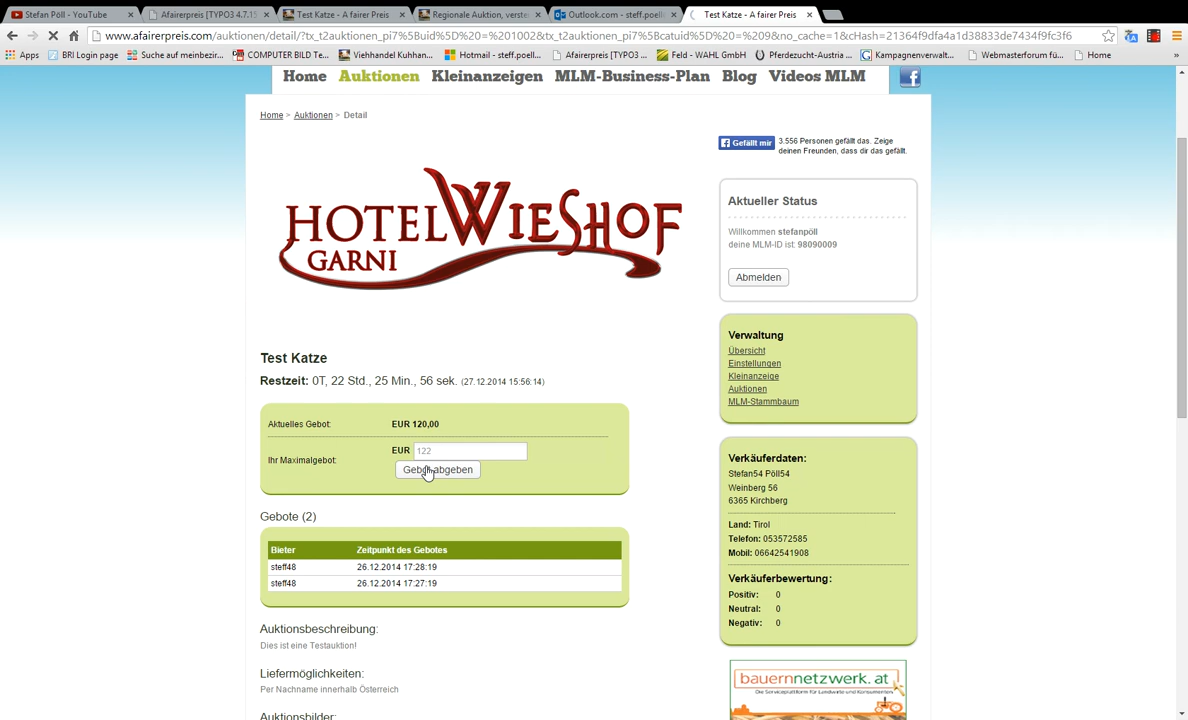 Stefan Pöll - YouTube
Afairerpreis [TYPO3 4.7.15
Test Katze - A fairer Preis
Regionale Auktion, verste
Outlook.com - steff.poelle
Test Katze - A fairer Preis
www.afairerpreis.com/auktionen/detail/?tx_t2auktionen_pi7%5Buid%5D%20=%201002&tx_t2auktionen_pi7%5Bcatuid%5D%20=%209&no_cache=1&cHash=21364f9dfa4a1d38833de7434f9fc3f6
Apps
BRI Login page
Suche auf meinbezir...
COMPUTER BILD Te...
Viehhandel Kuhhan...
Hotmail - steff.poell...
Afairerpreis [TYPO3 ...
Feld - WAHL GmbH
Pferdezucht-Austria ...
Kampagnenverwalt...
Webmasterforum fü...
Home
»
Home Auktionen Kleinanzeigen MLM-Business-Plan Blog Videos MLM
Home > Auktionen > Detail
Gefällt mir
3.556 Personen gefällt das. Zeige
deinen Freunden, dass dir das gefällt.
HOTEL WIESHOF
GARNI
Aktueller Status
Willkommen stefanpöll
deine MLM-ID ist: 98090009
Abmelden
Verwaltung
Übersicht
Einstellungen
Kleinanzeige
Auktionen
MLM-Stammbaum
Test Katze
Restzeit: 0T, 22 Std., 25 Min., 56 sek. (27.12.2014 15:56:14)
Aktuelles Gebot: EUR 120,00
Ihr Maximalgebot: EUR 122
Gebot abgeben
Gebote (2)
Bieter Zeitpunkt des Gebotes
steff48 26.12.2014 17:28:19
steff48 26.12.2014 17:27:19
Auktionsbeschreibung:
Dies ist eine Testauktion!
Liefermöglichkeiten:
Per Nachname innerhalb Österreich
Auktionsbilder:
Verkäuferdaten:
Stefan54 Pöll54
Weinberg 56
6365 Kirchberg
Land: Tirol
Telefon: 053572585
Mobil: 06642541908
Verkäuferbewertung:
Positiv: 0
Neutral: 0
Negativ: 0
bauernnetzwerk.at
Die Serviceplattform für Landwirte und Konsumenten